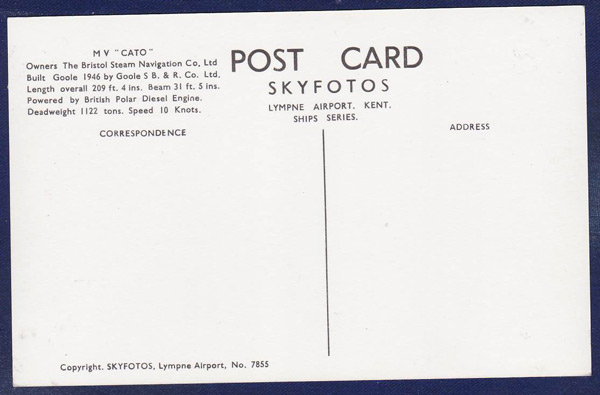 M V "CATO"
Owners The Bristol Steam Navigation Co, Ltd
Built Goole 1946 by Goole S B. & R. Co. Ltd.
Length overall 209 ft. 4 ins. Beam 31 ft. 5 ins.
Powered by British Polar Diesel Engine.
Deadweight 1122 tons. Speed 10 Knots.
POST CARD
SKYFOTOS
LYMPNE AIRPORT. KENT.
SHIPS SERIES.
CORRESPONDENCE
ADDRESS
Copyright. SKYFOTOS, Lympne Airport, No. 7855